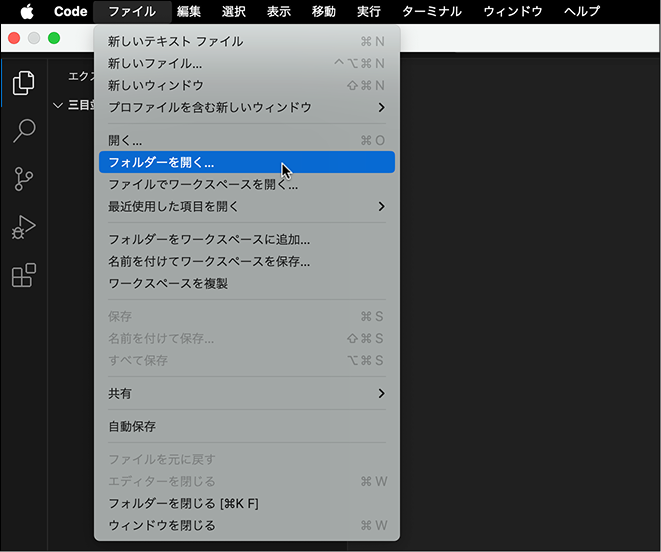 Code ファイル 編集 選択 表示 移動 実行 ターミナル ウィンドウ ヘルプ
エクス
三目
新しいテキスト ファイル ⌘ N
新しいファイル... ^⌥⌘ N
新しいウィンドウ ⇧⌘ N
プロファイルを含む新しいウィンドウ
開く... ⌘ O
フォルダーを開く...
ファイルでワークスペースを開く...
最近使用した項目を開く
フォルダーをワークスペースに追加...
名前を付けてワークスペースを保存...
ワークスペースを複製
保存 ⌘ S
名前を付けて保存... ⇧⌘ S
すべて保存 ⌥⌘ S
共有
自動保存
ファイルを元に戻す
エディターを閉じる ⌘ W
フォルダーを閉じる [⌘K F]
ウィンドウを閉じる ⌘ W